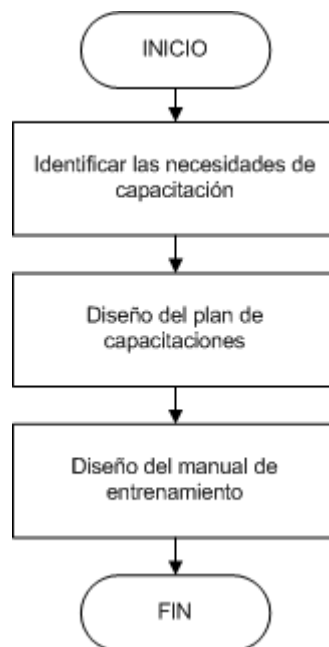 INICIO
Identificar las necesidades de
capacitación
Diseño del plan de
capacitaciones
Diseño del manual de
entrenamiento
FIN